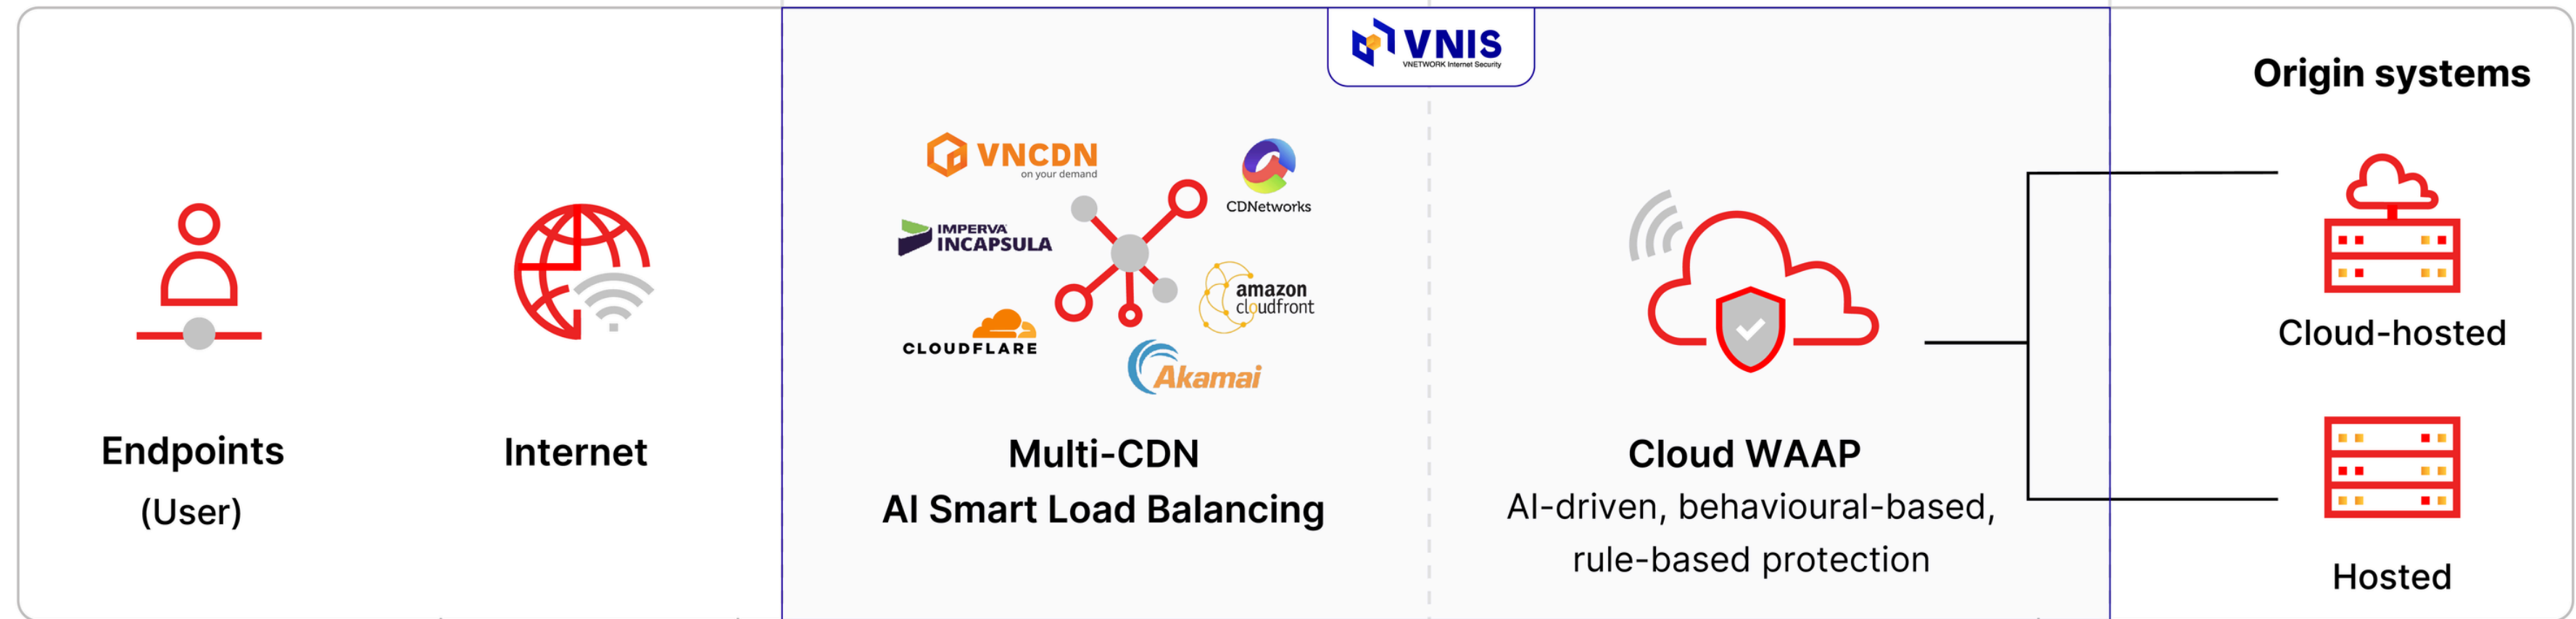 VNIS
VNETWORK Internet Security
Origin systems
VNCDN
on your demand
CDNetworks
IMPERVA
INCAPSULA
amazon
cloudfront
CLOUDFLARE
Akamai
Cloud-hosted
Endpoints
(User)
Internet
Multi-CDN
AI Smart Load Balancing
Cloud WAAP
AI-driven, behavioural-based,
rule-based protection
Hosted